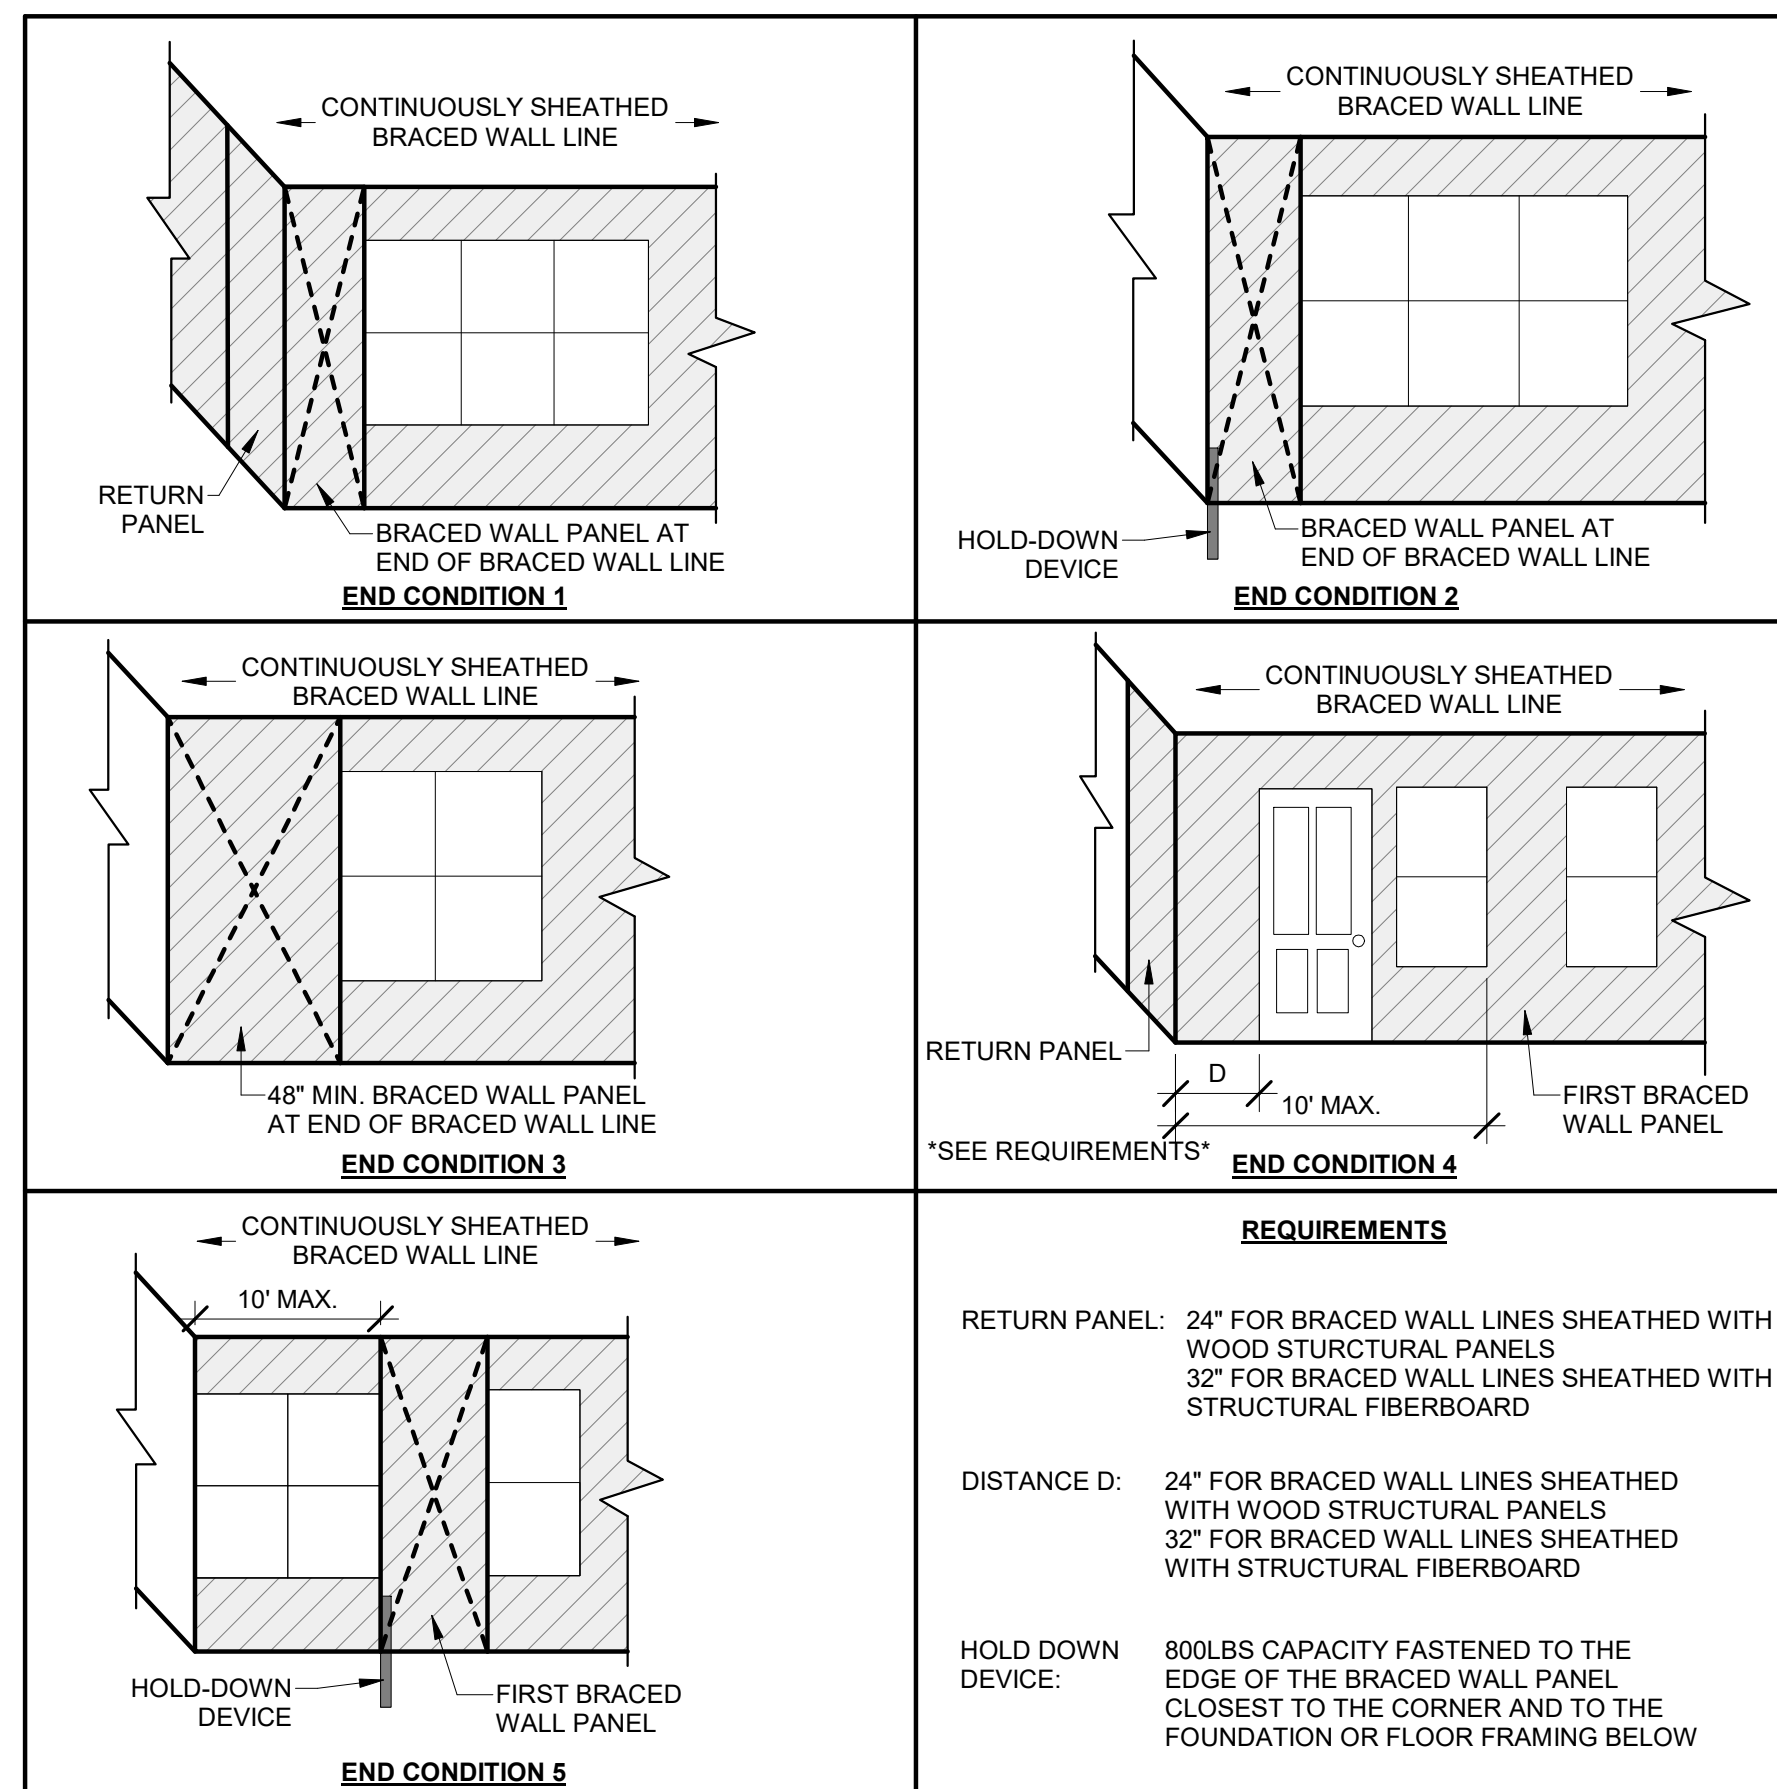 CONTINUOUSLY SHEATHED
BRACED WALL LINE
RETURN
PANEL
BRACED WALL PANEL AT
END OF BRACED WALL LINE
END CONDITION 1
CONTINUOUSLY SHEATHED
BRACED WALL LINE
HOLD-DOWN
DEVICE
BRACED WALL PANEL AT
END OF BRACED WALL LINE
END CONDITION 2
CONTINUOUSLY SHEATHED
BRACED WALL LINE
48" MIN. BRACED WALL PANEL
AT END OF BRACED WALL LINE
END CONDITION 3
CONTINUOUSLY SHEATHED
BRACED WALL LINE
RETURN PANEL
D
10' MAX.
FIRST BRACED
WALL PANEL
*SEE REQUIREMENTS*
END CONDITION 4
CONTINUOUSLY SHEATHED
BRACED WALL LINE
10' MAX.
HOLD-DOWN
DEVICE
FIRST BRACED
WALL PANEL
END CONDITION 5
REQUIREMENTS
RETURN PANEL: 24" FOR BRACED WALL LINES SHEATHED WITH
WOOD STURCTURAL PANELS
32" FOR BRACED WALL LINES SHEATHED WITH
STRUCTURAL FIBERBOARD
DISTANCE D: 24" FOR BRACED WALL LINES SHEATHED
WITH WOOD STRUCTURAL PANELS
32" FOR BRACED WALL LINES SHEATHED
WITH STRUCTURAL FIBERBOARD
HOLD DOWN 800LBS CAPACITY FASTENED TO THE
DEVICE: EDGE OF THE BRACED WALL PANEL
CLOSEST TO THE CORNER AND TO THE
FOUNDATION OR FLOOR FRAMING BELOW